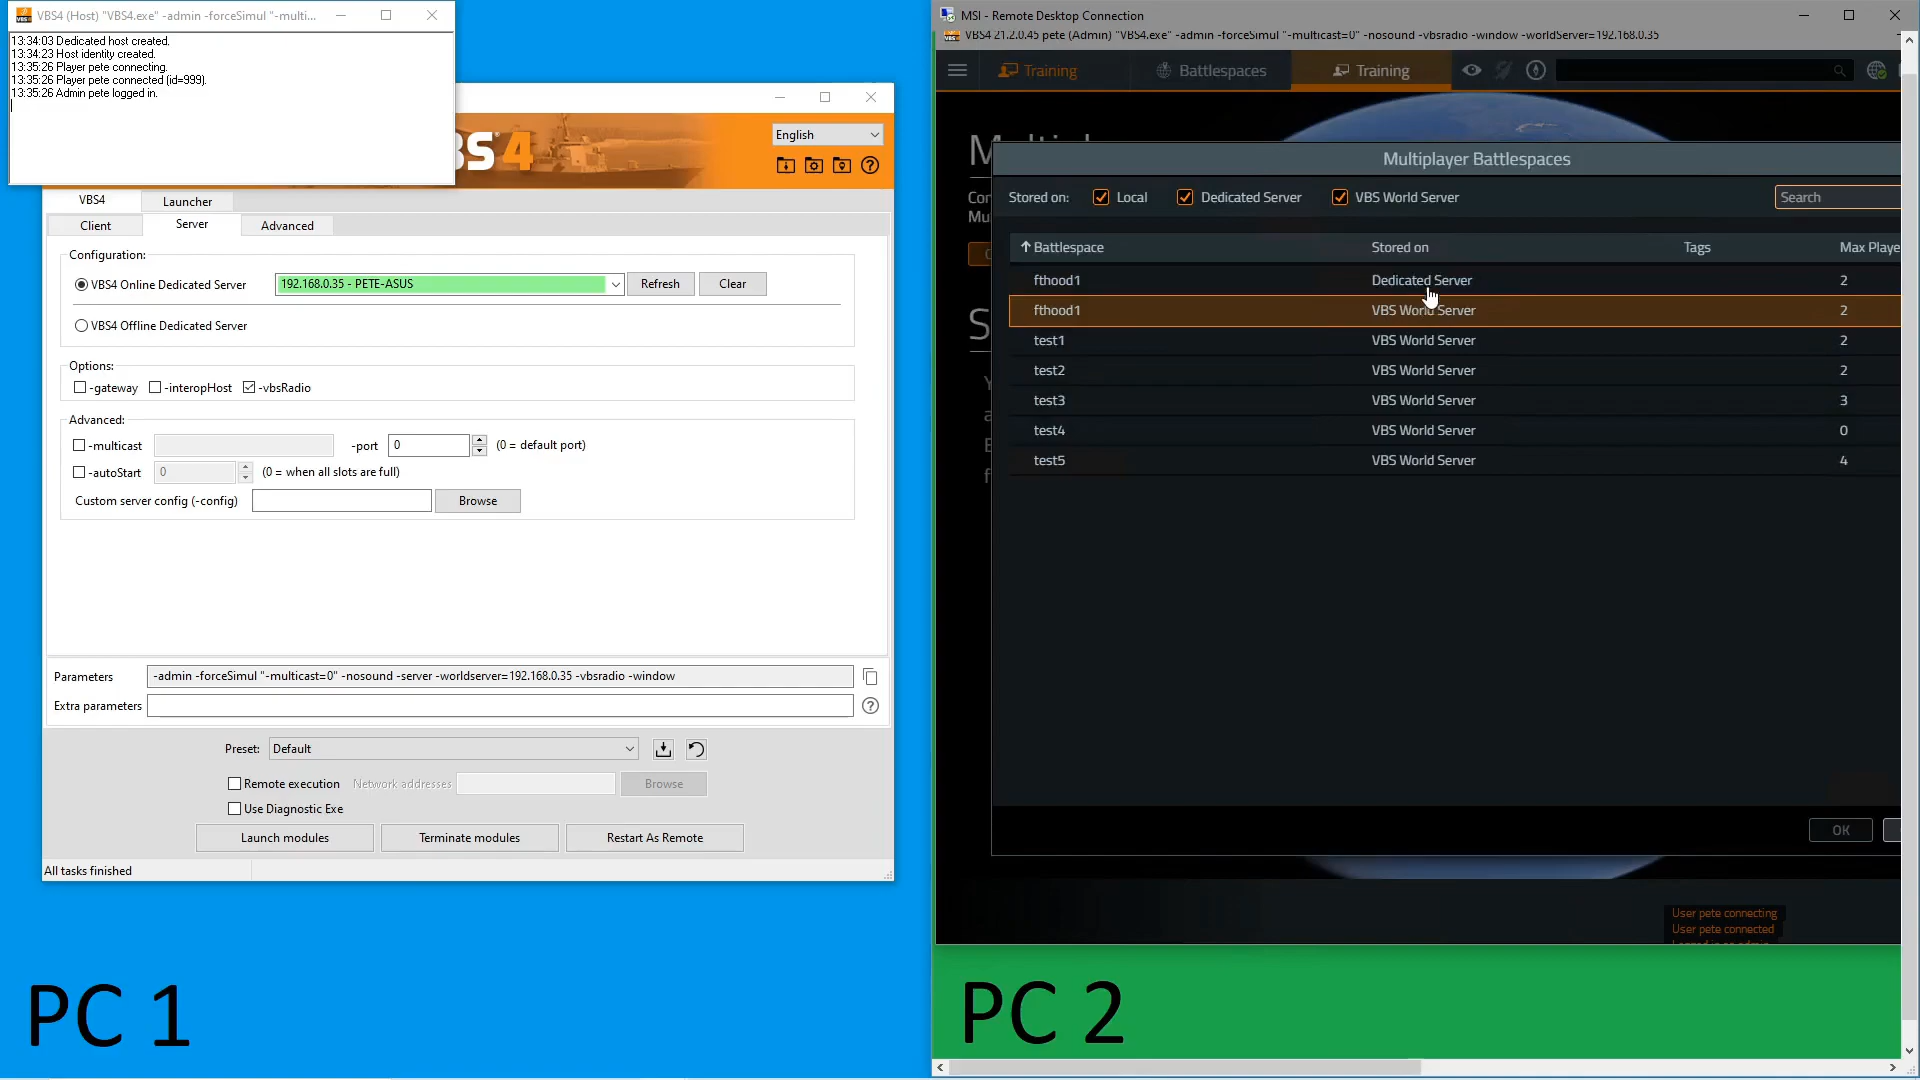 VBS4 (Host) "VBS4.exe" -admin -forceSimul "-multi...
13:34:03 Dedicated host created.
13:34:23 Host identity created.
13:35:26 Player pete connecting.
13:35:26 Player pete connected (id=999).
13:35:26 Admin pete logged in.
BS4
English
VBS4
Launcher
Client
Server
Advanced
Configuration:
VBS4 Online Dedicated Server
192.168.0.35 - PETE-ASUS
Refresh
Clear
VBS4 Offline Dedicated Server
Options:
-gateway
-interopHost
-vbsRadio
Advanced:
-multicast
-port
0
(0 = default port)
-autoStart
0
(0 = when all slots are full)
Custom server config (-config)
Browse
Parameters
-admin -forceSimul "-multicast=0" -nosound -server -worldserver=192.168.0.35 -vbsradio -window
Extra parameters
Preset:
Default
Remote execution
Network addresses
Browse
Use Diagnostic Exe
Launch modules
Terminate modules
Restart As Remote
All tasks finished
PC 1
MSI - Remote Desktop Connection
VBS4 21.2.0.45 pete (Admin) "VBS4.exe" -admin -forceSimul "-multicast=0" -nosound -vbsradio -window -worldServer=192.168.0.35
Training
Battlespaces
Training
Multiplayer Battlespaces
Stored on:
Local
Dedicated Server
VBS World Server
Search
Battlespace
Stored on
Tags
Max Playe
fthood1
Dedicated Server
2
fthood1
VBS World Server
2
test1
VBS World Server
2
test2
VBS World Server
2
test3
VBS World Server
3
test4
VBS World Server
0
test5
VBS World Server
4
OK
User pete connecting
User pete connected
PC 2